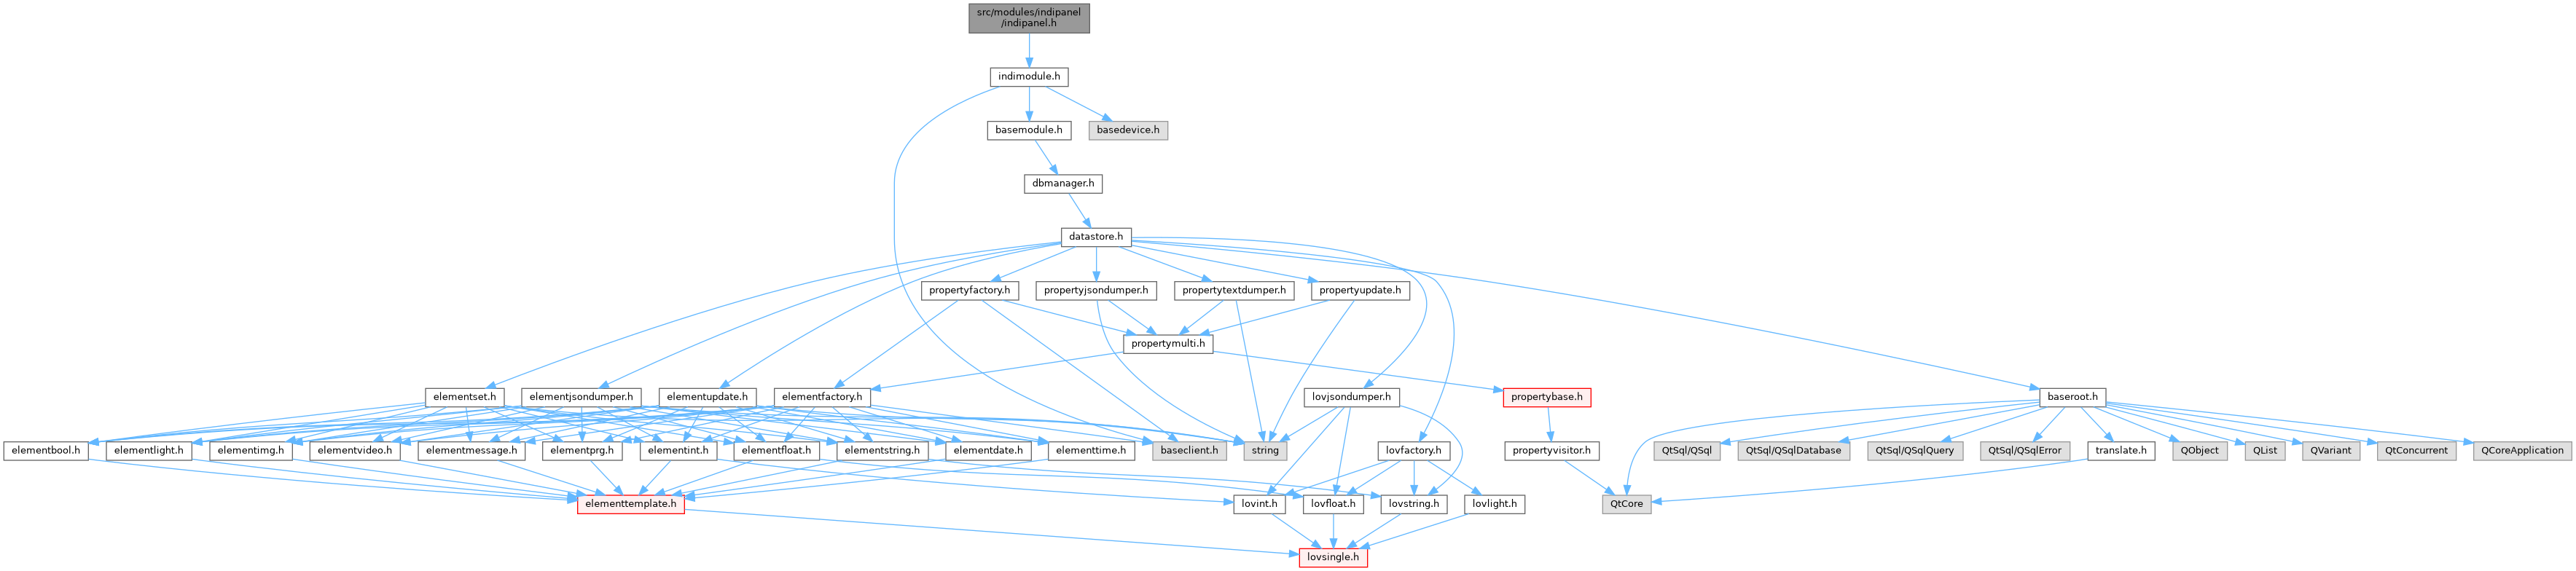 src/modules/indipanel
/indipanel.h
indimodule.h
basemodule.h
basedevice.h
dbmanager.h
datastore.h
propertyfactory.h
propertyjsondumper.h
propertytextdumper.h
propertyupdate.h
propertymulti.h
elementset.h
elementjsondumper.h
elementupdate.h
elementfactory.h
lovjsondumper.h
propertybase.h
baseroot.h
elementbool.h
elementlight.h
elementimg.h
elementvideo.h
elementmessage.h
elementprg.h
elementint.h
elementfloat.h
elementstring.h
elementdate.h
elementtime.h
baseclient.h
string
lovfactory.h
propertyvisitor.h
QtSql/QSql
QtSql/QSqlDatabase
QtSql/QSqlQuery
QtSql/QSqlError
translate.h
QObject
QList
QVariant
QtConcurrent
QCoreApplication
elementtemplate.h
lovint.h
lovfloat.h
lovstring.h
lovlight.h
QtCore
lovsingle.h